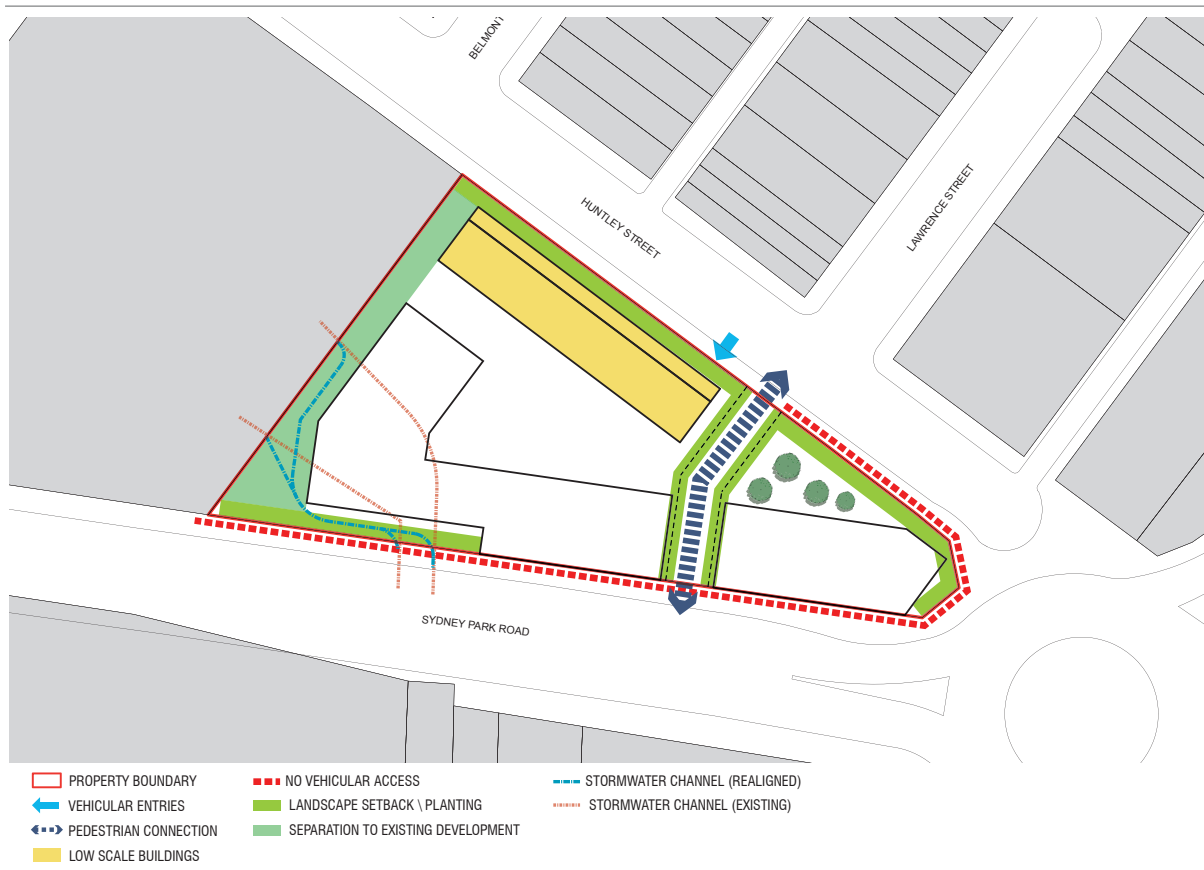 BELMONT
HUNTLEY STREET
LAWRENCE STREET
SYDNEY PARK ROAD
PROPERTY BOUNDARY
VEHICULAR ENTRIES
PEDESTRIAN CONNECTION
LOW SCALE BUILDINGS
NO VEHICULAR ACCESS
LANDSCAPE SETBACK \ PLANTING
SEPARATION TO EXISTING DEVELOPMENT
STORMWATER CHANNEL (REALIGNED)
STORMWATER CHANNEL (EXISTING)